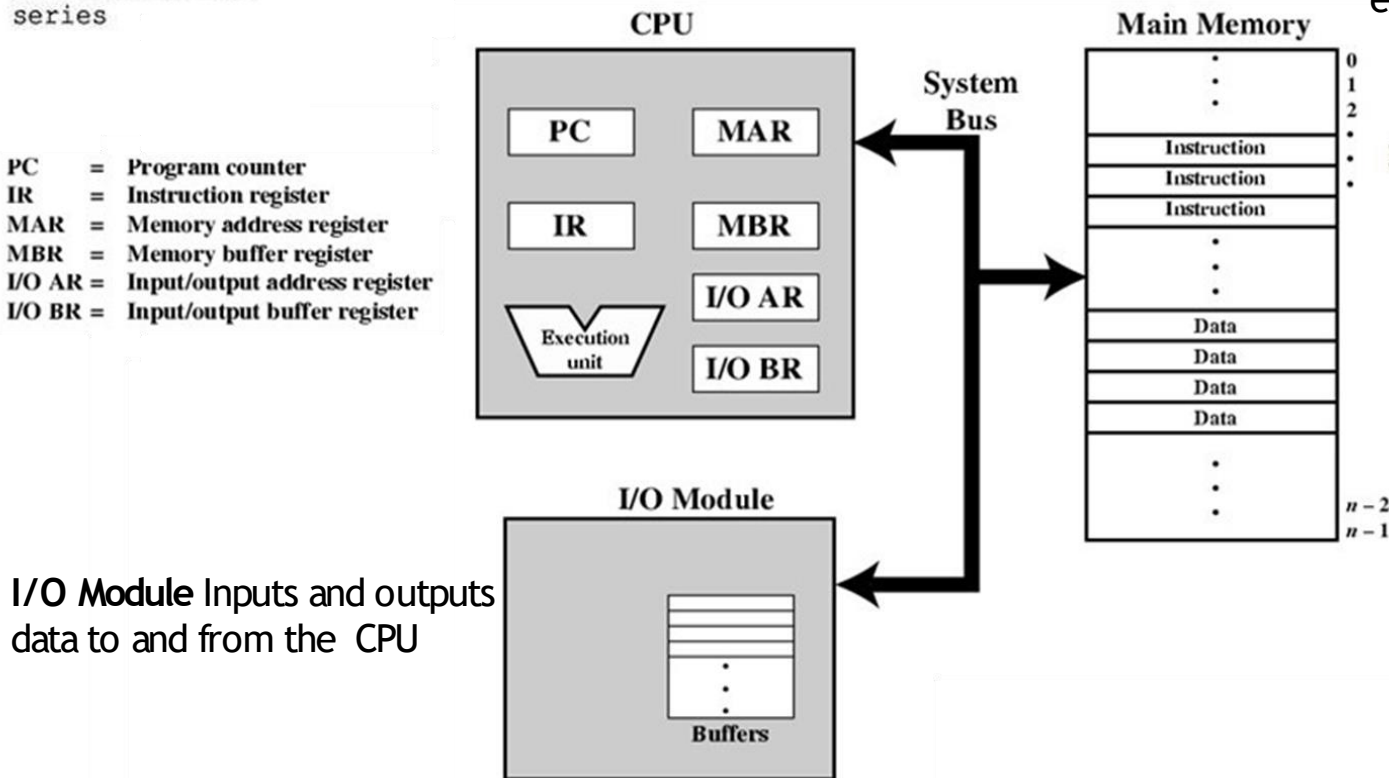 series
CPU
Main Memory
System
Bus
PC
MAR
IR
MBR
I/O AR
I/O BR
Execution
unit
PC = Program counter
IR = Instruction register
MAR = Memory address register
MBR = Memory buffer register
I/O AR = Input/output address register
I/O BR = Input/output buffer register
0
1
2
Instruction
Instruction
Instruction
Data
Data
Data
Data
n – 2
n – 1
I/O Module
I/O Module Inputs and outputs
data to and from the CPU
Buffers